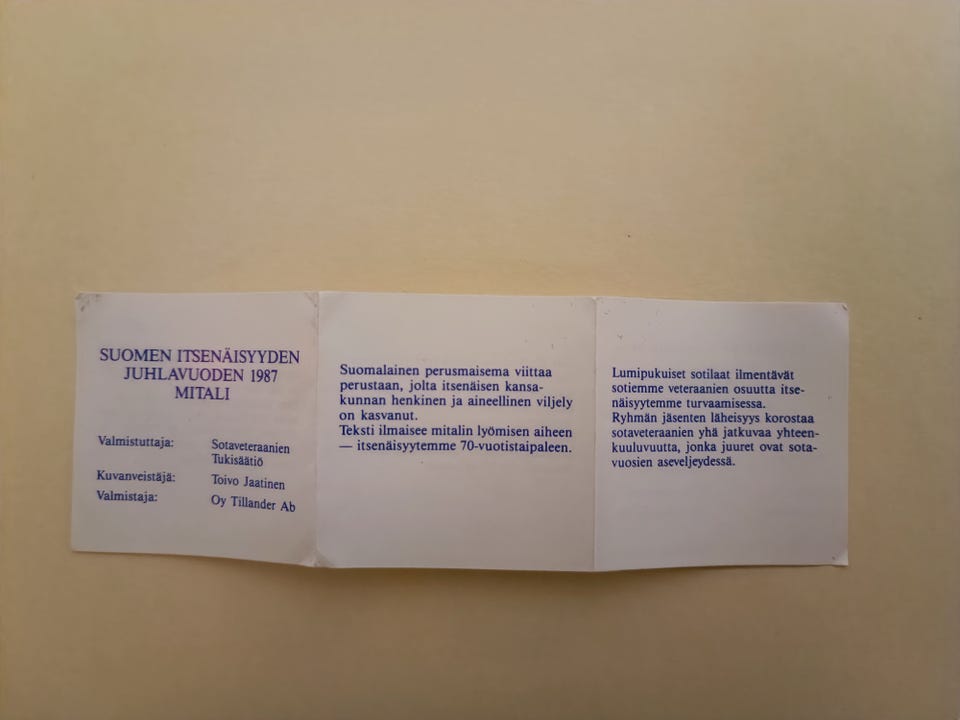 SUOMEN ITSENÄISYYDEN
JUHLAVUODEN 1987
MITALI
Valmistuttaja: Sotaveteraanien
Tukisäätiö
Kuvanveistäjä: Toivo Jaatinen
Valmistaja: Oy Tillander Ab
Suomalainen perusmaisema viittaa
perustaan, jolta itsenäisen kansa-
kunnan henkinen ja aineellinen viljely
on kasvanut.
Teksti ilmaisee mitalin lyömisen aiheen
— itsenäisyytemme 70-vuotistaipaleen.
Lumipukuiset sotilaat ilmentävät
sotiemme veteraanien osuutta itse-
näisyytemme turvaamisessa.
Ryhmän jäsenten läheisyys korostaa
sotaveteraanien yhä jatkuvaa yhteen-
kuuluvuutta, jonka juuret ovat sota-
vuosien aseveljeydessä.